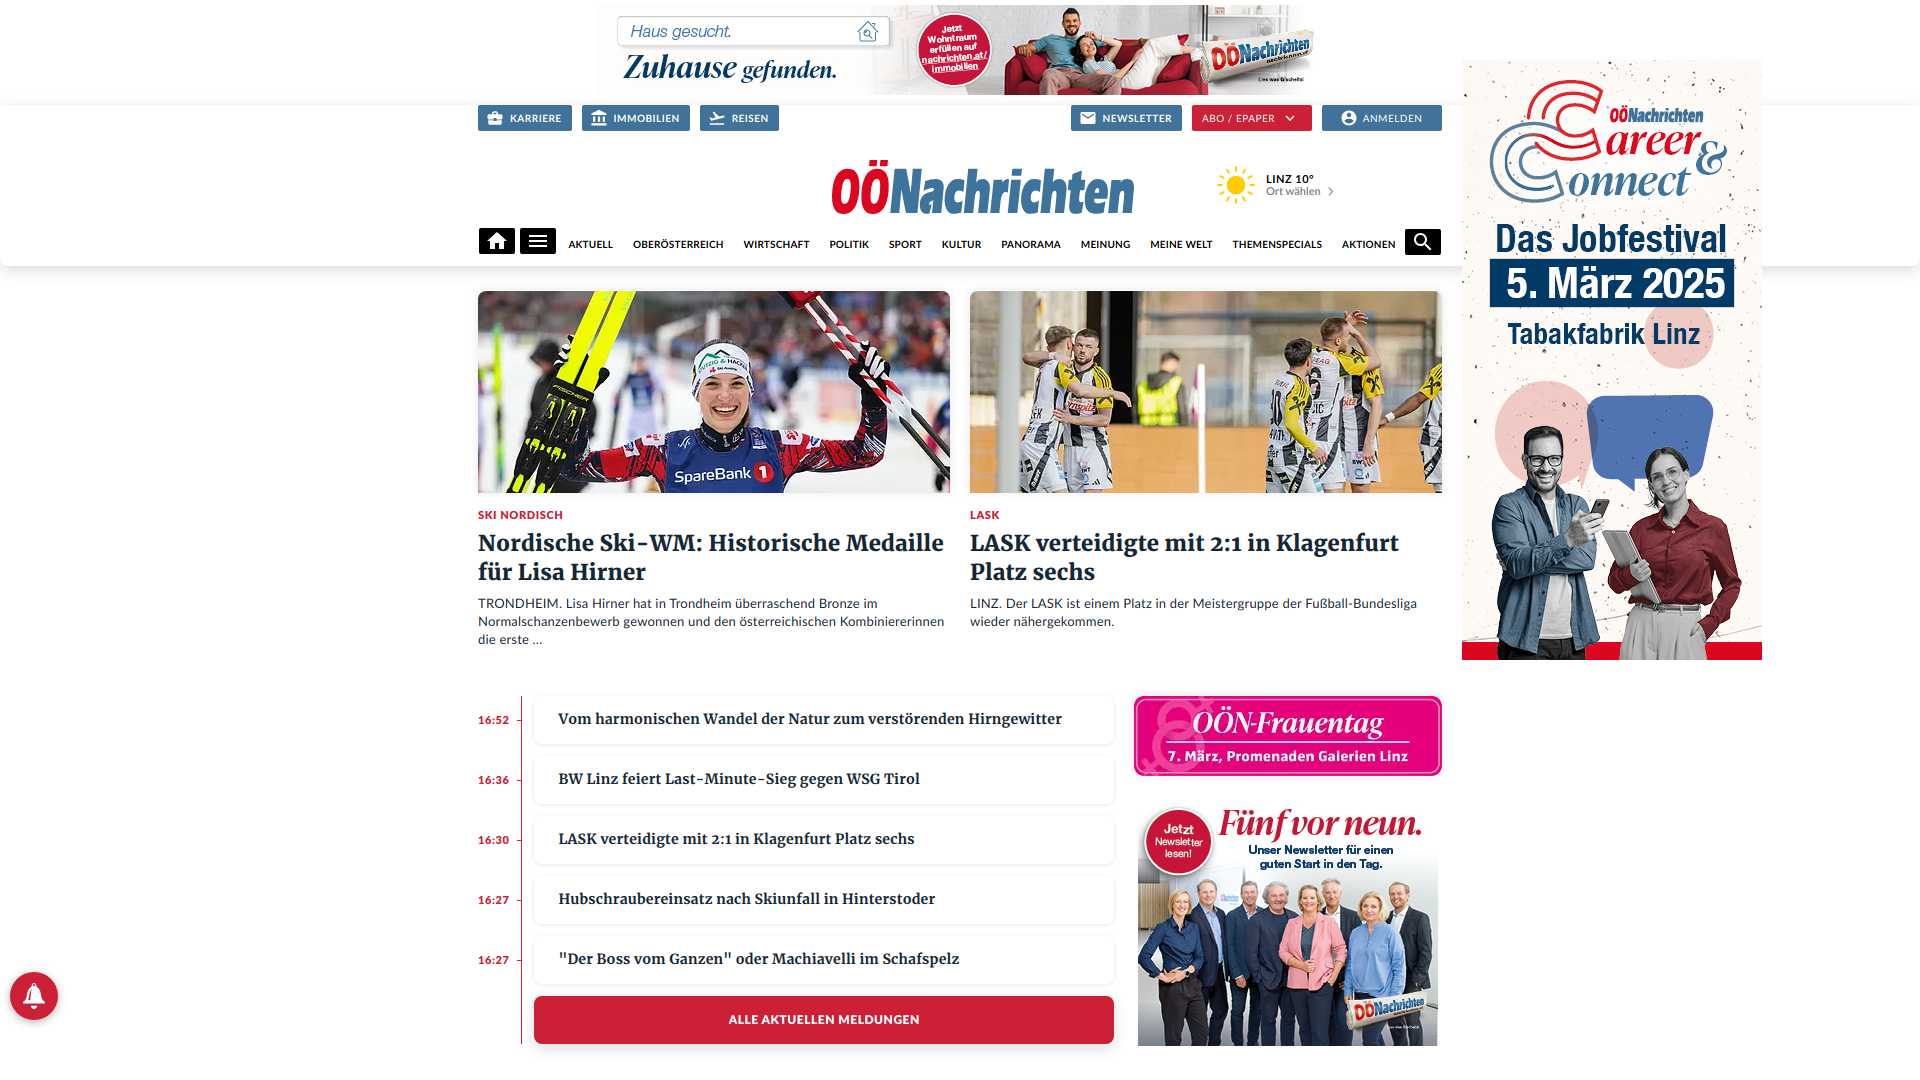 Haus gesucht.
Zuhause gefunden.
Jetzt
Wohntraum
erfüllen auf
nachrichten.at/
immobilien
OÖNachrichten
Lies was G'scheites!
KARRIERE
IMMOBILIEN
REISEN
NEWSLETTER
ABO / EPAPER
ANMELDEN
OÖNachrichten
LINZ 10°
Ort wählen
AKTUELL
OBERÖSTERREICH
WIRTSCHAFT
POLITIK
SPORT
KULTUR
PANORAMA
MEINUNG
MEINE WELT
THEMENSPECIALS
AKTIONEN
OÖNachrichten
Career &
Connect
Das Jobfestival
5. März 2025
Tabakfabrik Linz
FISCHER
SpareBank 1
SKI NORDISCH
Nordische Ski-WM: Historische Medaille
für Lisa Hirner
TRONDHEIM. Lisa Hirner hat in Trondheim überraschend Bronze im
Normalschanzenbewerb gewonnen und den österreichischen Kombiniererinnen
die erste ...
LASK
LASK verteidigte mit 2:1 in Klagenfurt
Platz sechs
LINZ. Der LASK ist einem Platz in der Meistergruppe der Fußball-Bundesliga
wieder nähergekommen.
16:52
Vom harmonischen Wandel der Natur zum verstörenden Hirngewitter
16:36
BW Linz feiert Last-Minute-Sieg gegen WSG Tirol
16:30
LASK verteidigte mit 2:1 in Klagenfurt Platz sechs
16:27
Hubschraubereinsatz nach Skiunfall in Hinterstoder
16:27
"Der Boss vom Ganzen" oder Machiavelli im Schafspelz
ALLE AKTUELLEN MELDUNGEN
OÖN-Frauentag
7. März, Promenaden Galerien Linz
Jetzt
Newsletter
lesen!
Fünf vor neun.
Unser Newsletter für einen
guten Start in den Tag.
OÖNachrichten